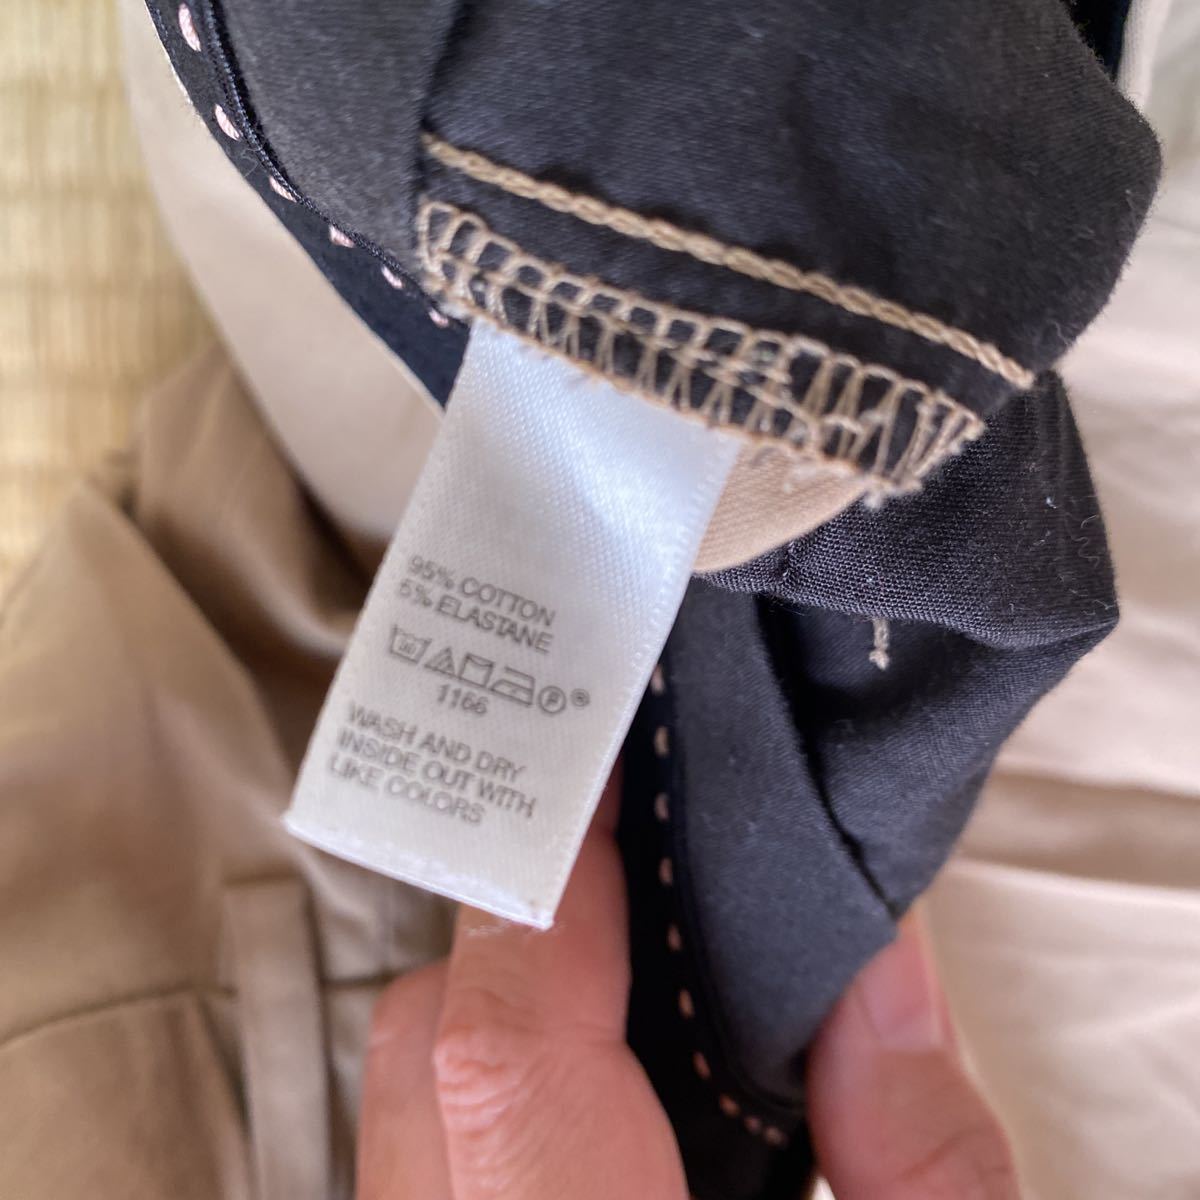 95% COTTON
5% ELASTANE
F ®
1166
WASH AND DRY
INSIDE OUT WITH
LIKE COLORS